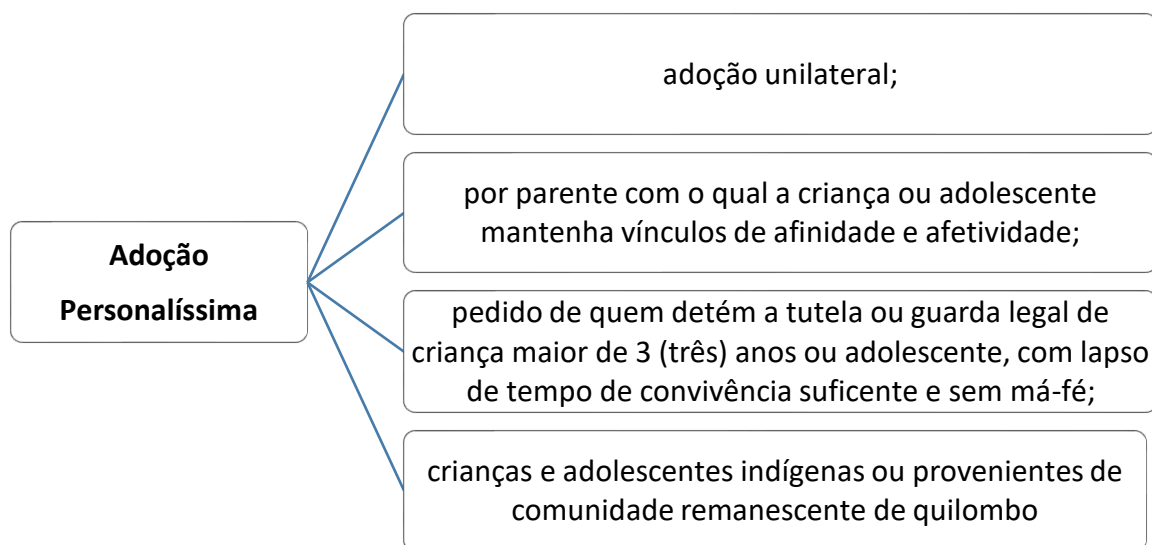 adoção unilateral;
Adoção
Personalíssima
por parente com o qual a criança ou adolescente
mantenha vínculos de afinidade e afetividade;
pedido de quem detém a tutela ou guarda legal de
criança maior de 3 (três) anos ou adolescente, com lapso
de tempo de convivência suficente e sem má-fé;
crianças e adolescentes indígenas ou provenientes de
comunidade remanescente de quilombo